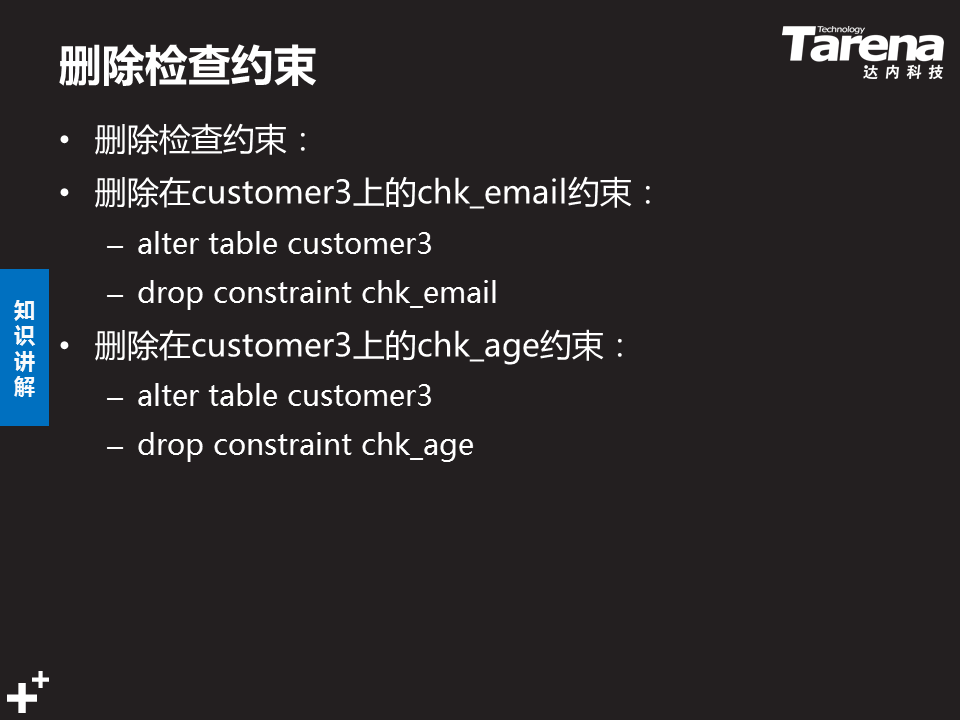 删除检查约束
Technology
Tarena
达内科技
• 删除检查约束：
• 删除在customer3上的chk_email约束：
– alter table customer3
– drop constraint chk_email
• 删除在customer3上的chk_age约束：
– alter table customer3
– drop constraint chk_age
知识讲解